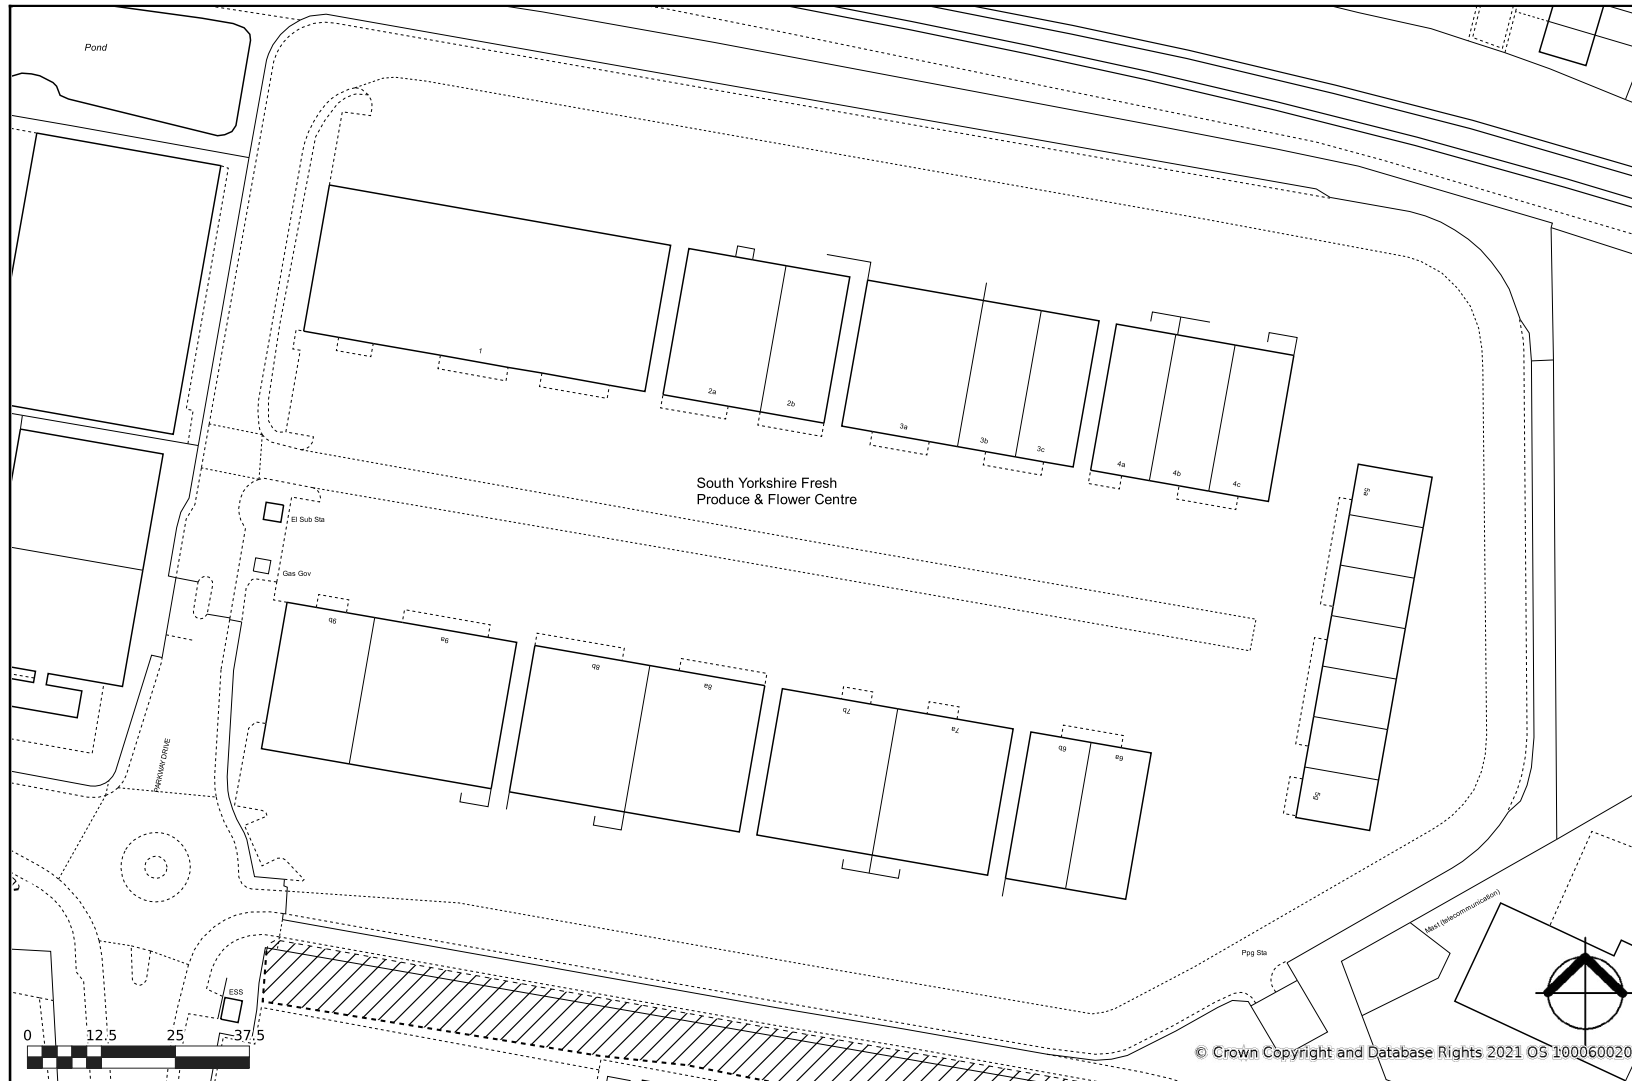 Pond
1
2a
2b
3a
3b
3c
4a
4b
4c
South Yorkshire Fresh
Produce & Flower Centre
5a
El Sub Sta
Gas Gov
9b
9a
8b
8a
7b
7a
6b
6a
5g
PARKWAY DRIVE
Mast (telecommunication)
Ppg Sta
ESS
0 12.5 25 37.5
© Crown Copyright and Database Rights 2021 OS 100060020